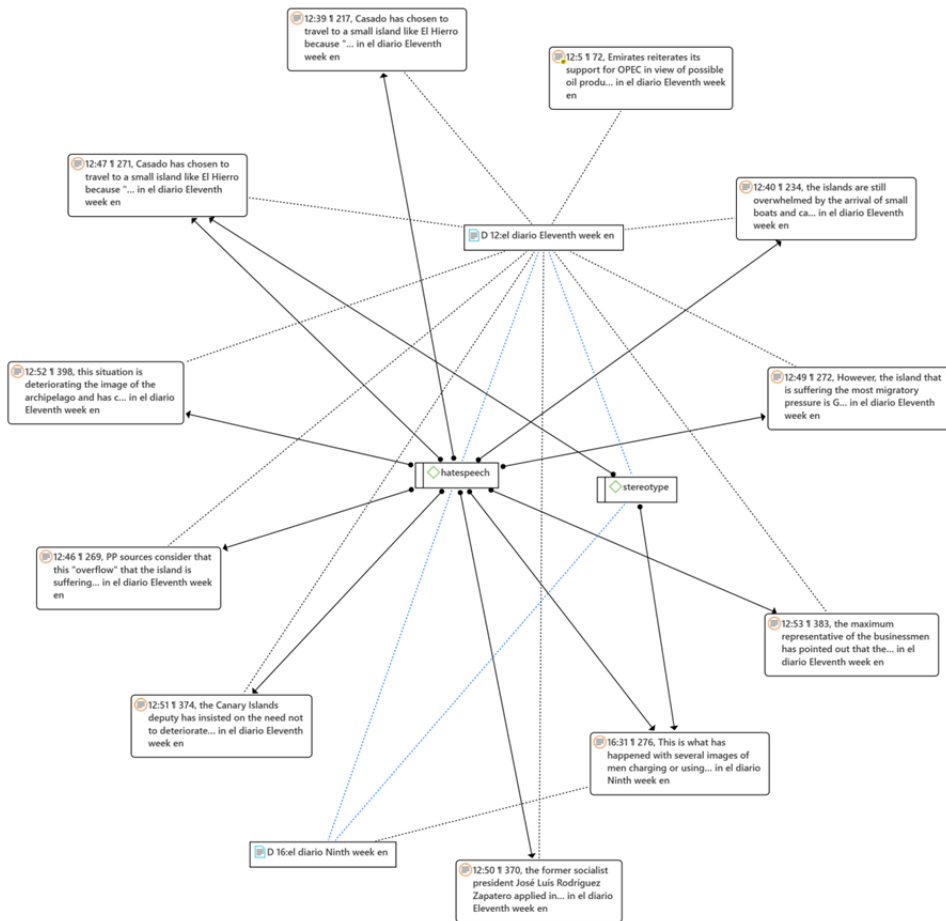 12:39 ¶ 217, Casado has chosen to
travel to a small island like El Hierro
because "... in el diario Eleventh
week en
12:5 ¶ 72, Emirates reiterates its
support for OPEC in view of possible
oil produ... in el diario Eleventh week
en
12:47 ¶ 271, Casado has chosen to
travel to a small island like El Hierro
because "... in el diario Eleventh
week en
12:40 ¶ 234, the islands are still
overwhelmed by the arrival of small
boats and ca... in el diario Eleventh
week en
D 12:el diario Eleventh week en
12:52 ¶ 398, this situation is
deteriorating the image of the
archipelago and has c... in el diario
Eleventh week en
12:49 ¶ 272, However, the island that
is suffering the most migratory
pressure is G... in el diario Eleventh
week en
hatespeech
stereotype
12:46 ¶ 269, PP sources consider that
this "overflow" that the island is
suffering... in el diario Eleventh week
en
12:53 ¶ 383, the maximum
representative of the businessmen
has pointed out that the... in el
diario Eleventh week en
12:51 ¶ 374, the Canary Islands
deputy has insisted on the need not
to deteriorate... in el diario Eleventh
week en
16:31 ¶ 276, This is what has
happened with several images of
men charging or using... in el diario
Ninth week en
D 16:el diario Ninth week en
12:50 ¶ 370, the former socialist
president José Luís Rodríguez
Zapatero applied in... in el diario
Eleventh week en